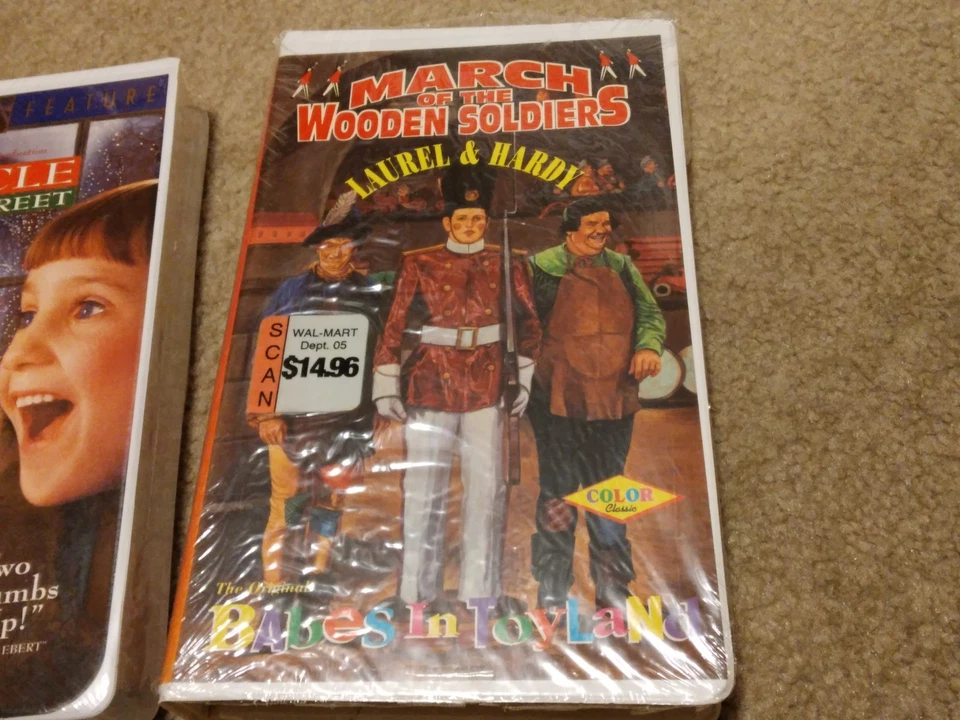 FEATURE
CLE
REET
wo
umbs
p!"
EBERT
MARCH
OF THE
WOODEN SOLDIERS
LAUREL & HARDY
SCAN
WAL-MART
Dept. 05
$14.96
COLOR
Classic
The Original
BABES IN TOYLAND